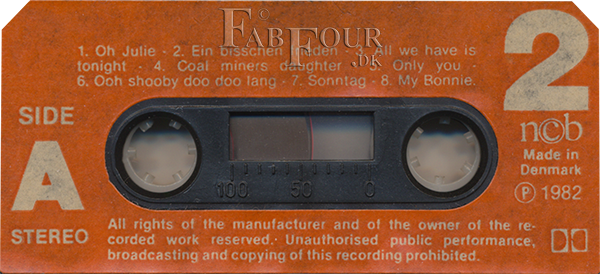 FABFOUR
.DK
1. Oh Julie - 2. Ein bisschen frieden - 3. All we have is
tonight - 4. Coal miners daughter - Only you -
6. Ooh shooby doo doo lang - 7. Sonntag - 8. My Bonnie.
2
SIDE
A
STEREO
n©b
Made in
Denmark
Ⓟ 1982
100 50 0
All rights of the manufacturer and of the owner of the re-
corded work reserved. Unauthorised public performance,
broadcasting and copying of this recording prohibited.